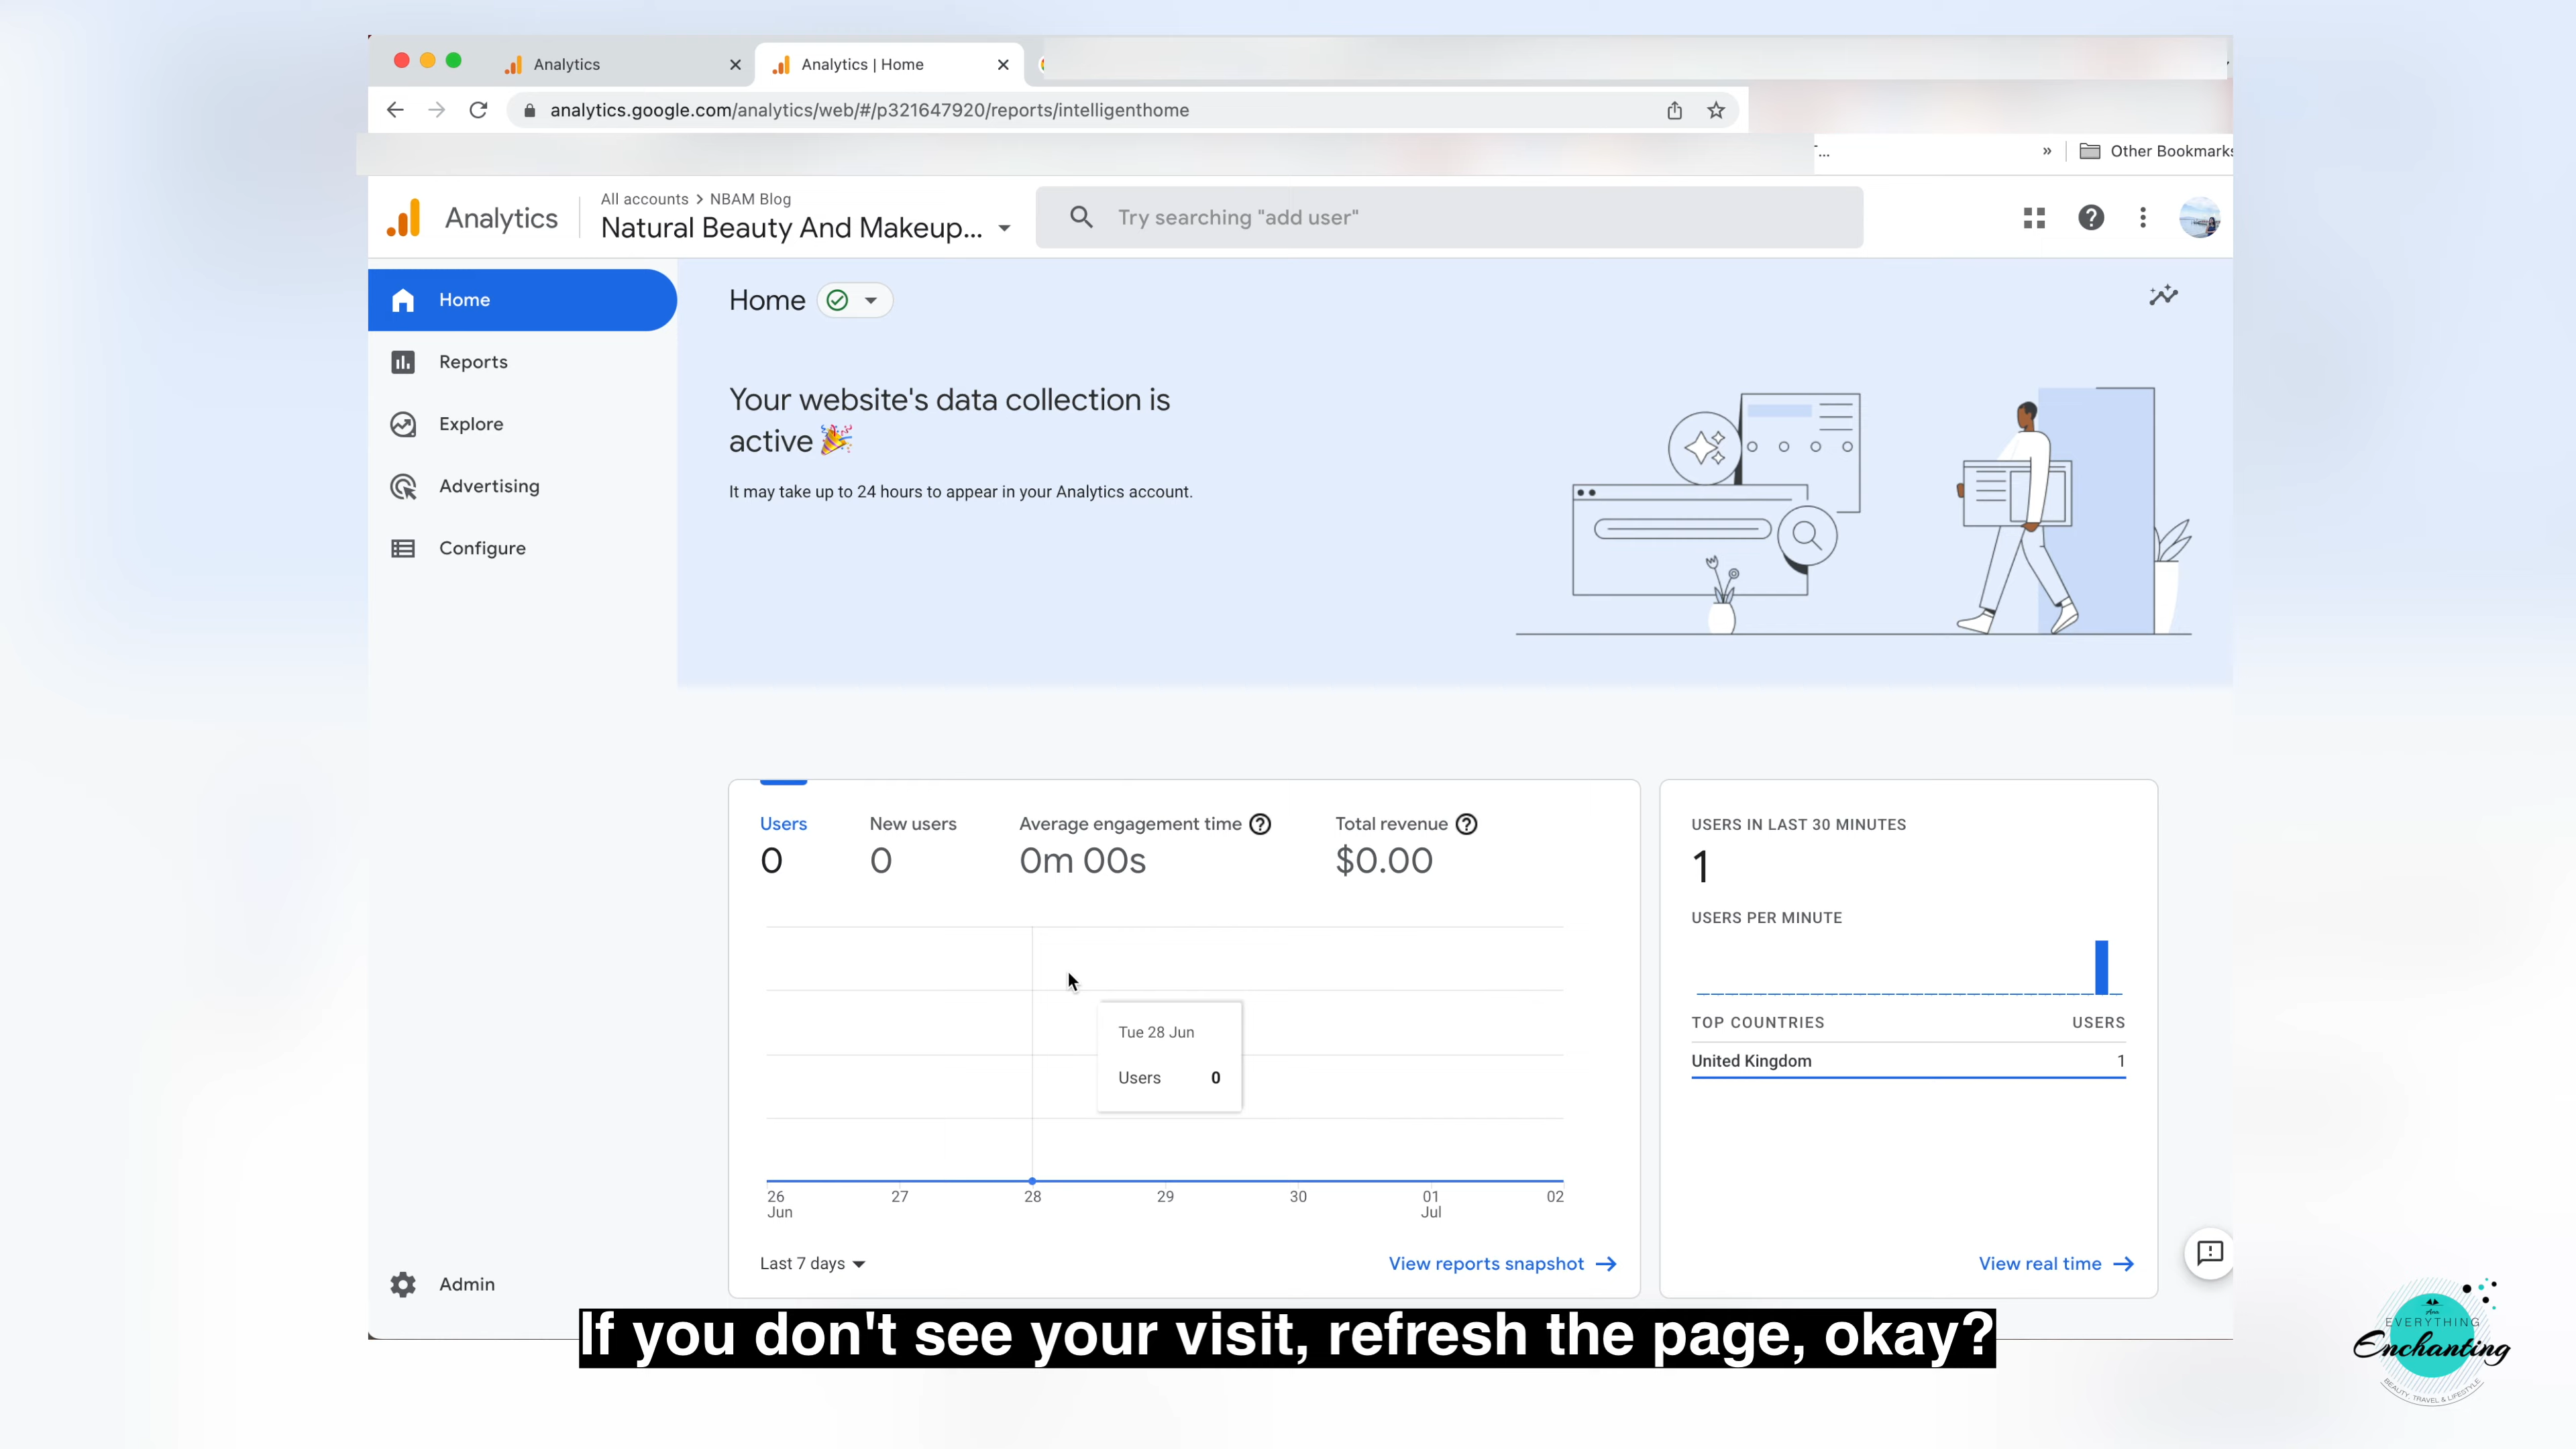 Analytics
Analytics | Home
analytics.google.com/analytics/web/#/p321647920/reports/intelligenthome
Other Bookmarks
Analytics
All accounts > NBAM Blog
Natural Beauty And Makeup...
Try searching "add user"
Home
Reports
Explore
Advertising
Configure
Admin
Home
Your website's data collection is
active 🎉
It may take up to 24 hours to appear in your Analytics account.
Users
0
New users
0
Average engagement time
0m 00s
Total revenue
$0.00
Tue 28 Jun
Users 0
26 27 28 29 30 01 02
Jun Jul
Last 7 days
View reports snapshot
USERS IN LAST 30 MINUTES
1
USERS PER MINUTE
TOP COUNTRIES USERS
United Kingdom 1
View real time
If you don't see your visit, refresh the page, okay?
Ana
EVERYTHING
Enchanting
BEAUTY, TRAVEL & LIFESTYLE